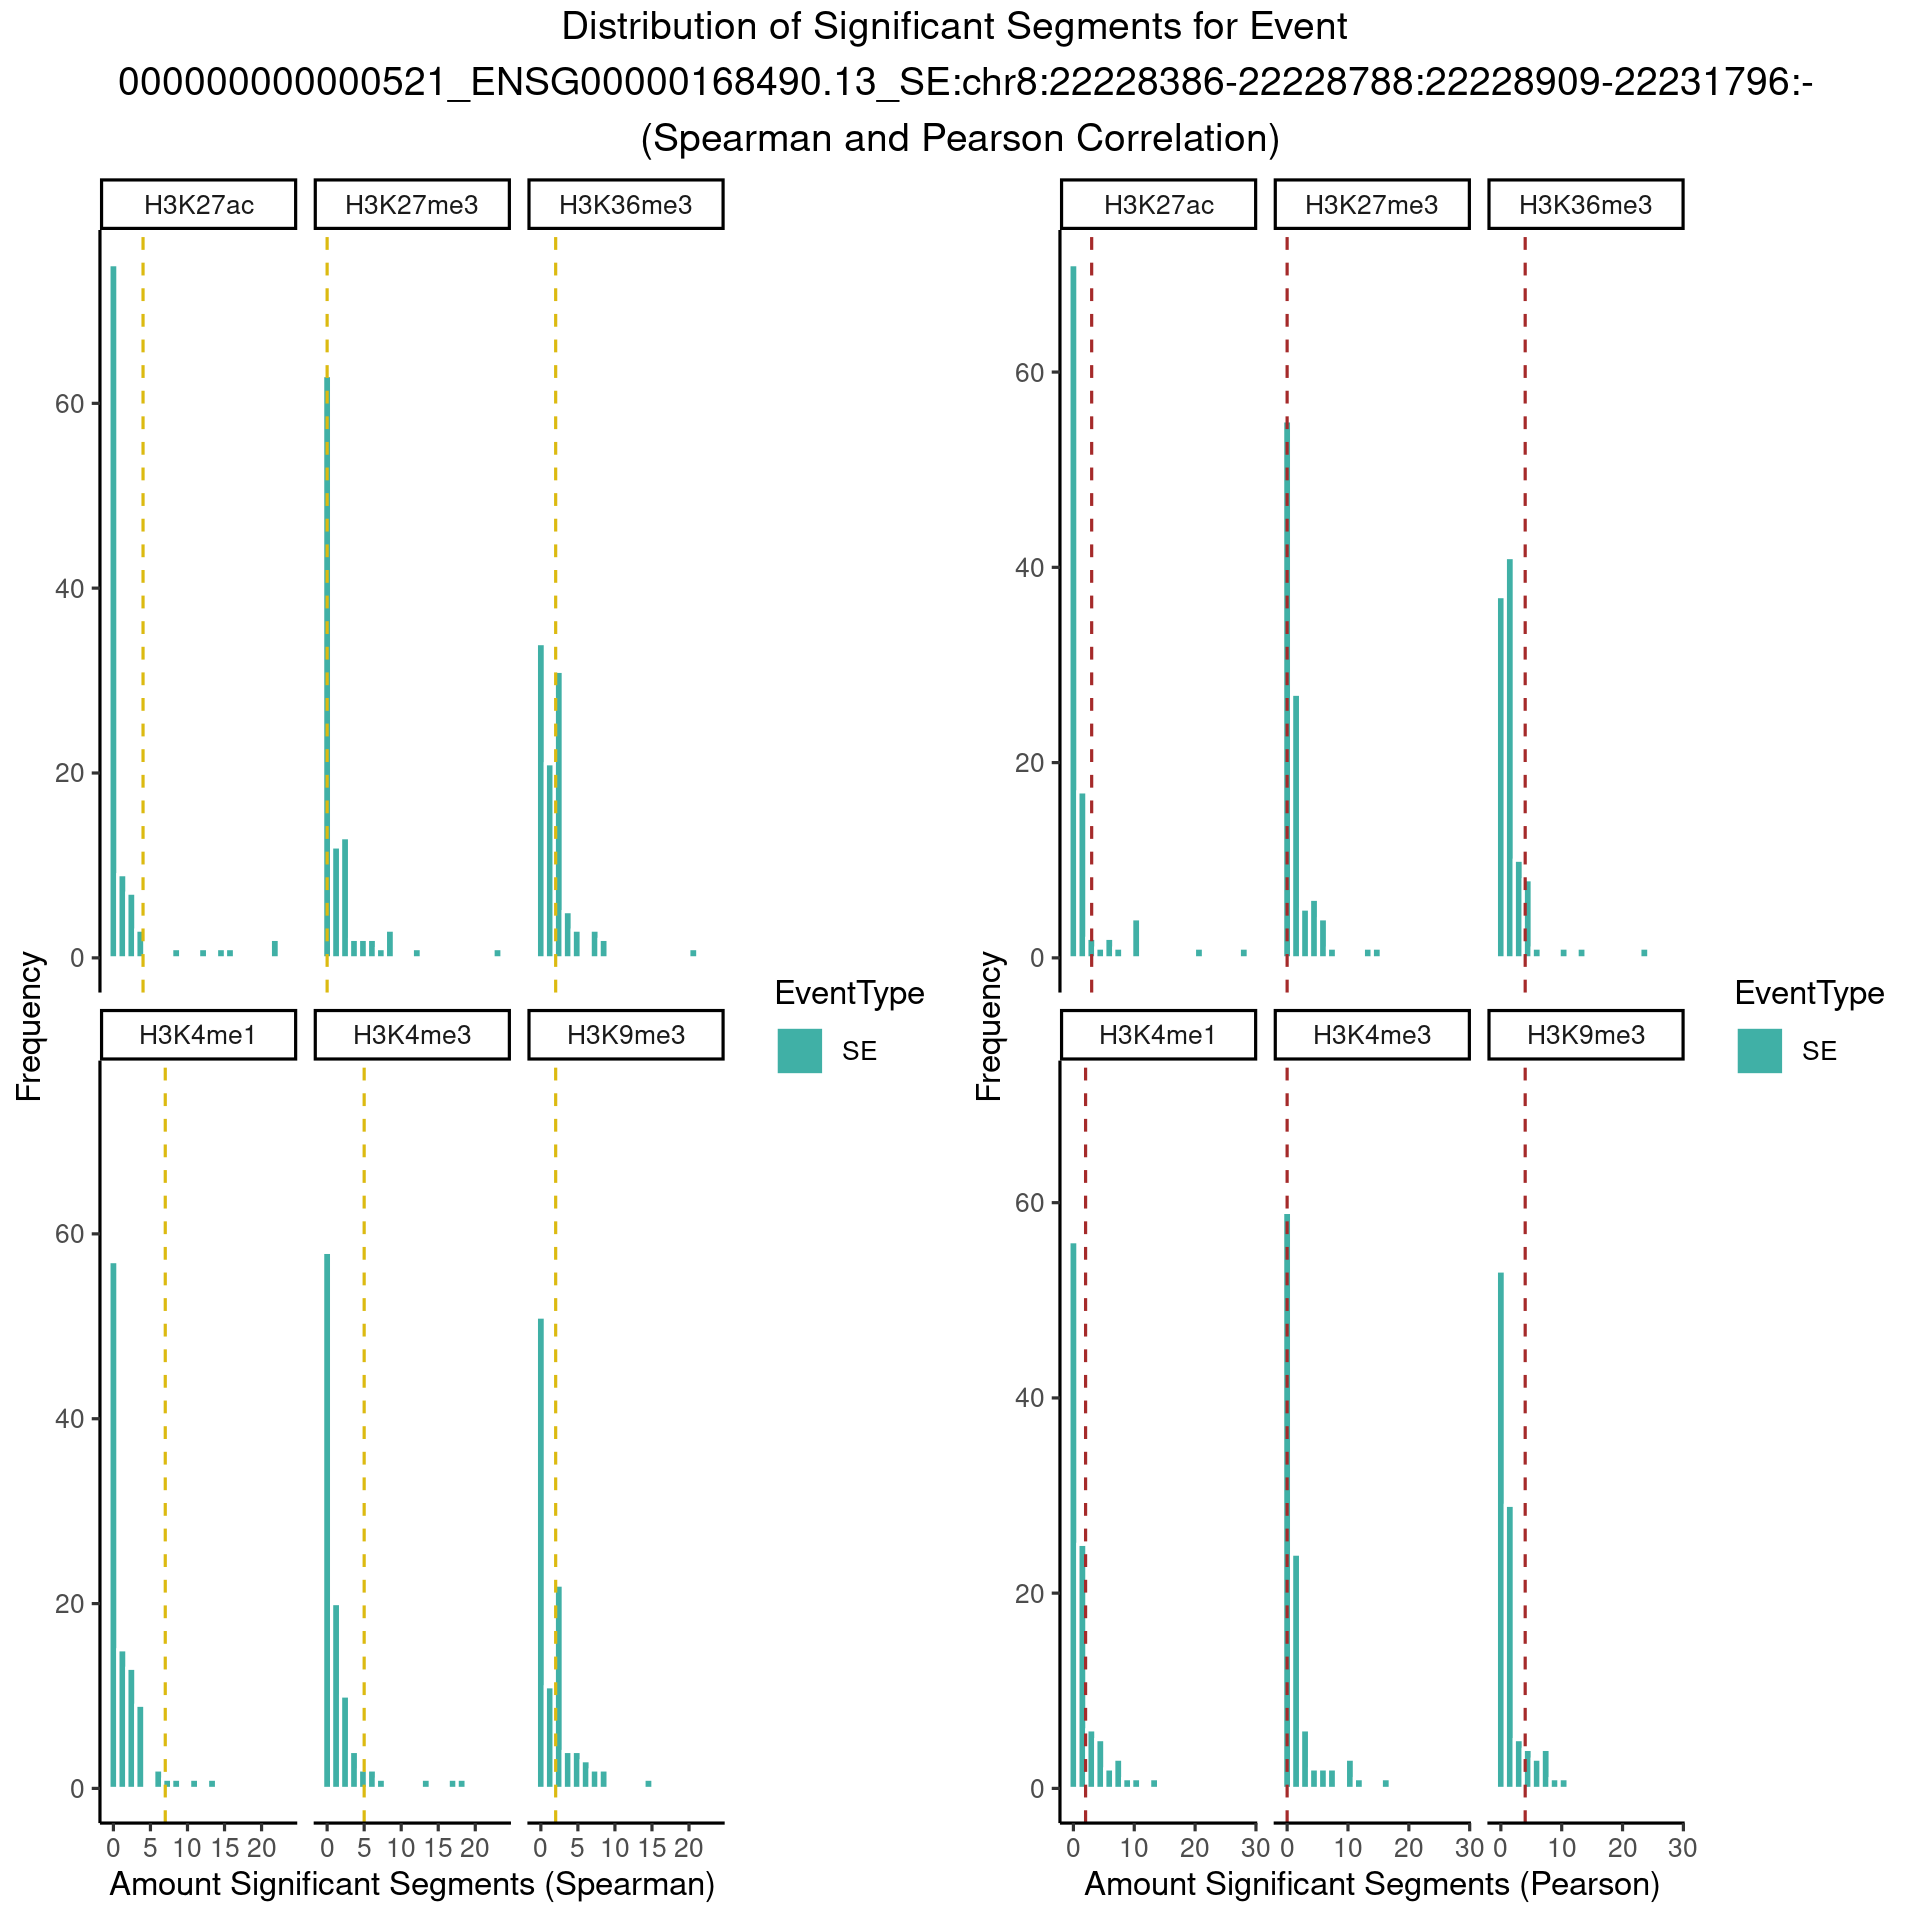 Distribution of Significant Segments for Event
000000000000521_ENSG00000168490.13_SE:chr8:22228386-22228788:22228909-22231796:-
(Spearman and Pearson Correlation)
H3K27ac H3K27me3 H3K36me3
60
40
20
0
H3K4me1 H3K4me3 H3K9me3
60
40
20
0
0 5 10 15 20 0 5 10 15 20 0 5 10 15 20
Amount Significant Segments (Spearman)
Frequency
EventType
SE
H3K27ac H3K27me3 H3K36me3
60
40
20
0
H3K4me1 H3K4me3 H3K9me3
60
40
20
0
0 10 20 30 0 10 20 30 0 10 20 30
Amount Significant Segments (Pearson)
Frequency
EventType
SE